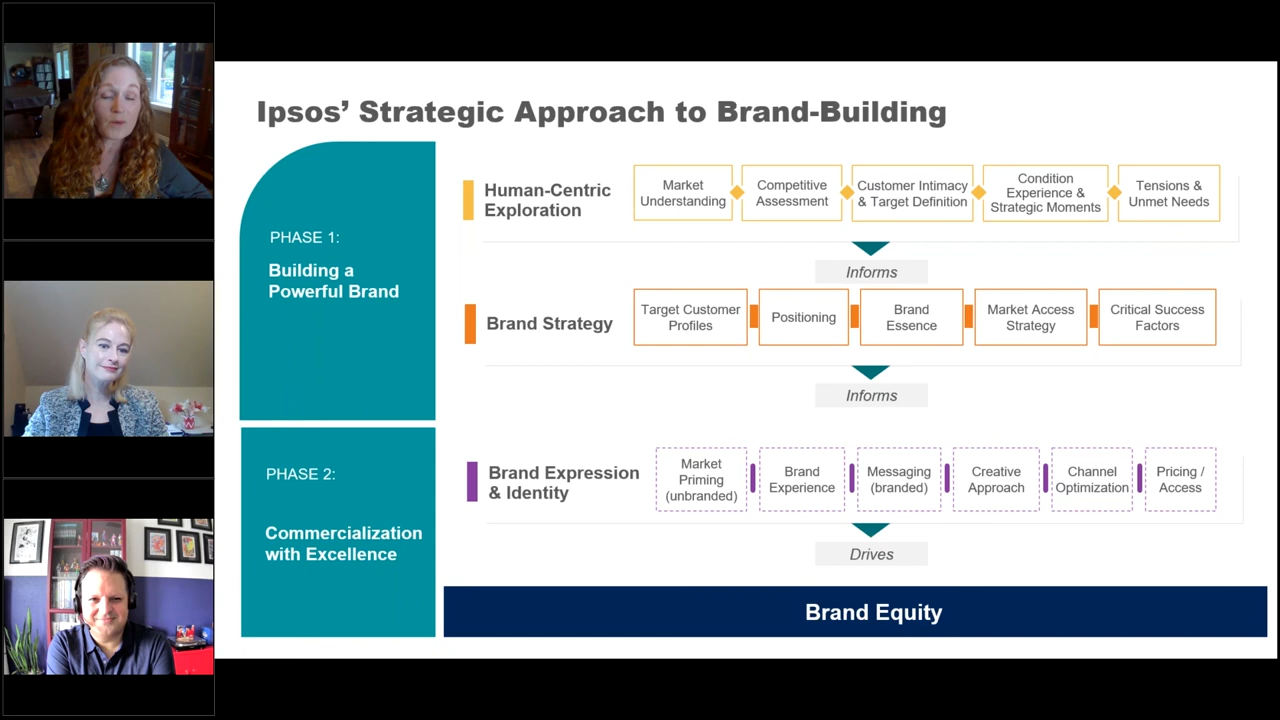 Ipsos’ Strategic Approach to Brand-Building
PHASE 1:
Building a
Powerful Brand
Human-Centric
Exploration
Market
Understanding
Competitive
Assessment
Customer Intimacy
& Target Definition
Condition
Experience &
Strategic Moments
Tensions &
Unmet Needs
Informs
Brand Strategy
Target Customer
Profiles
Positioning
Brand
Essence
Market Access
Strategy
Critical Success
Factors
Informs
PHASE 2:
Commercialization
with Excellence
Brand Expression
& Identity
Market
Priming
(unbranded)
Brand
Experience
Messaging
(branded)
Creative
Approach
Channel
Optimization
Pricing /
Access
Drives
Brand Equity